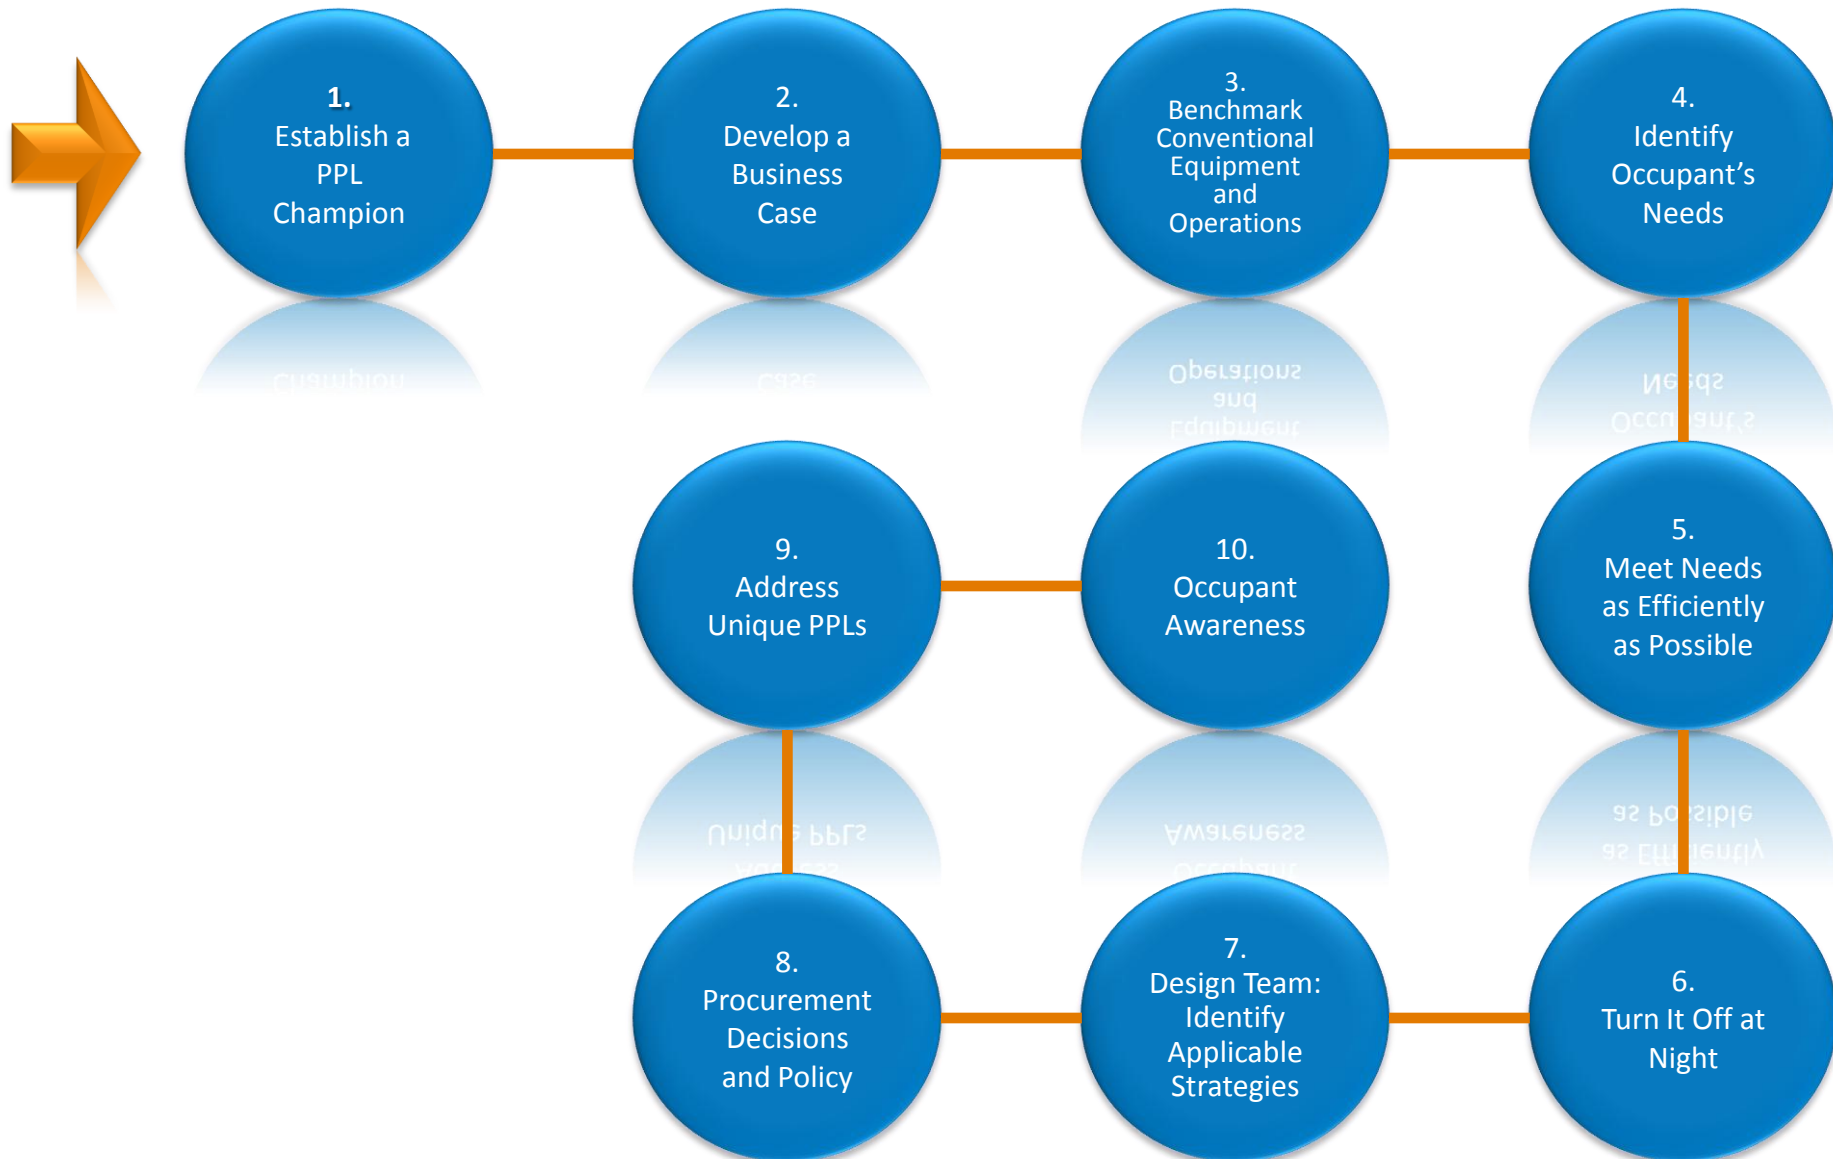 1.
Establish a
PPL
Champion
2.
Develop a
Business
Case
3.
Benchmark
Conventional
Equipment
and
Operations
4.
Identify
Occupant’s
Needs
5.
Meet Needs
as Efficiently
as Possible
6.
Turn It Off at
Night
7.
Design Team:
Identify
Applicable
Strategies
8.
Procurement
Decisions
and Policy
9.
Address
Unique PPLs
10.
Occupant
Awareness